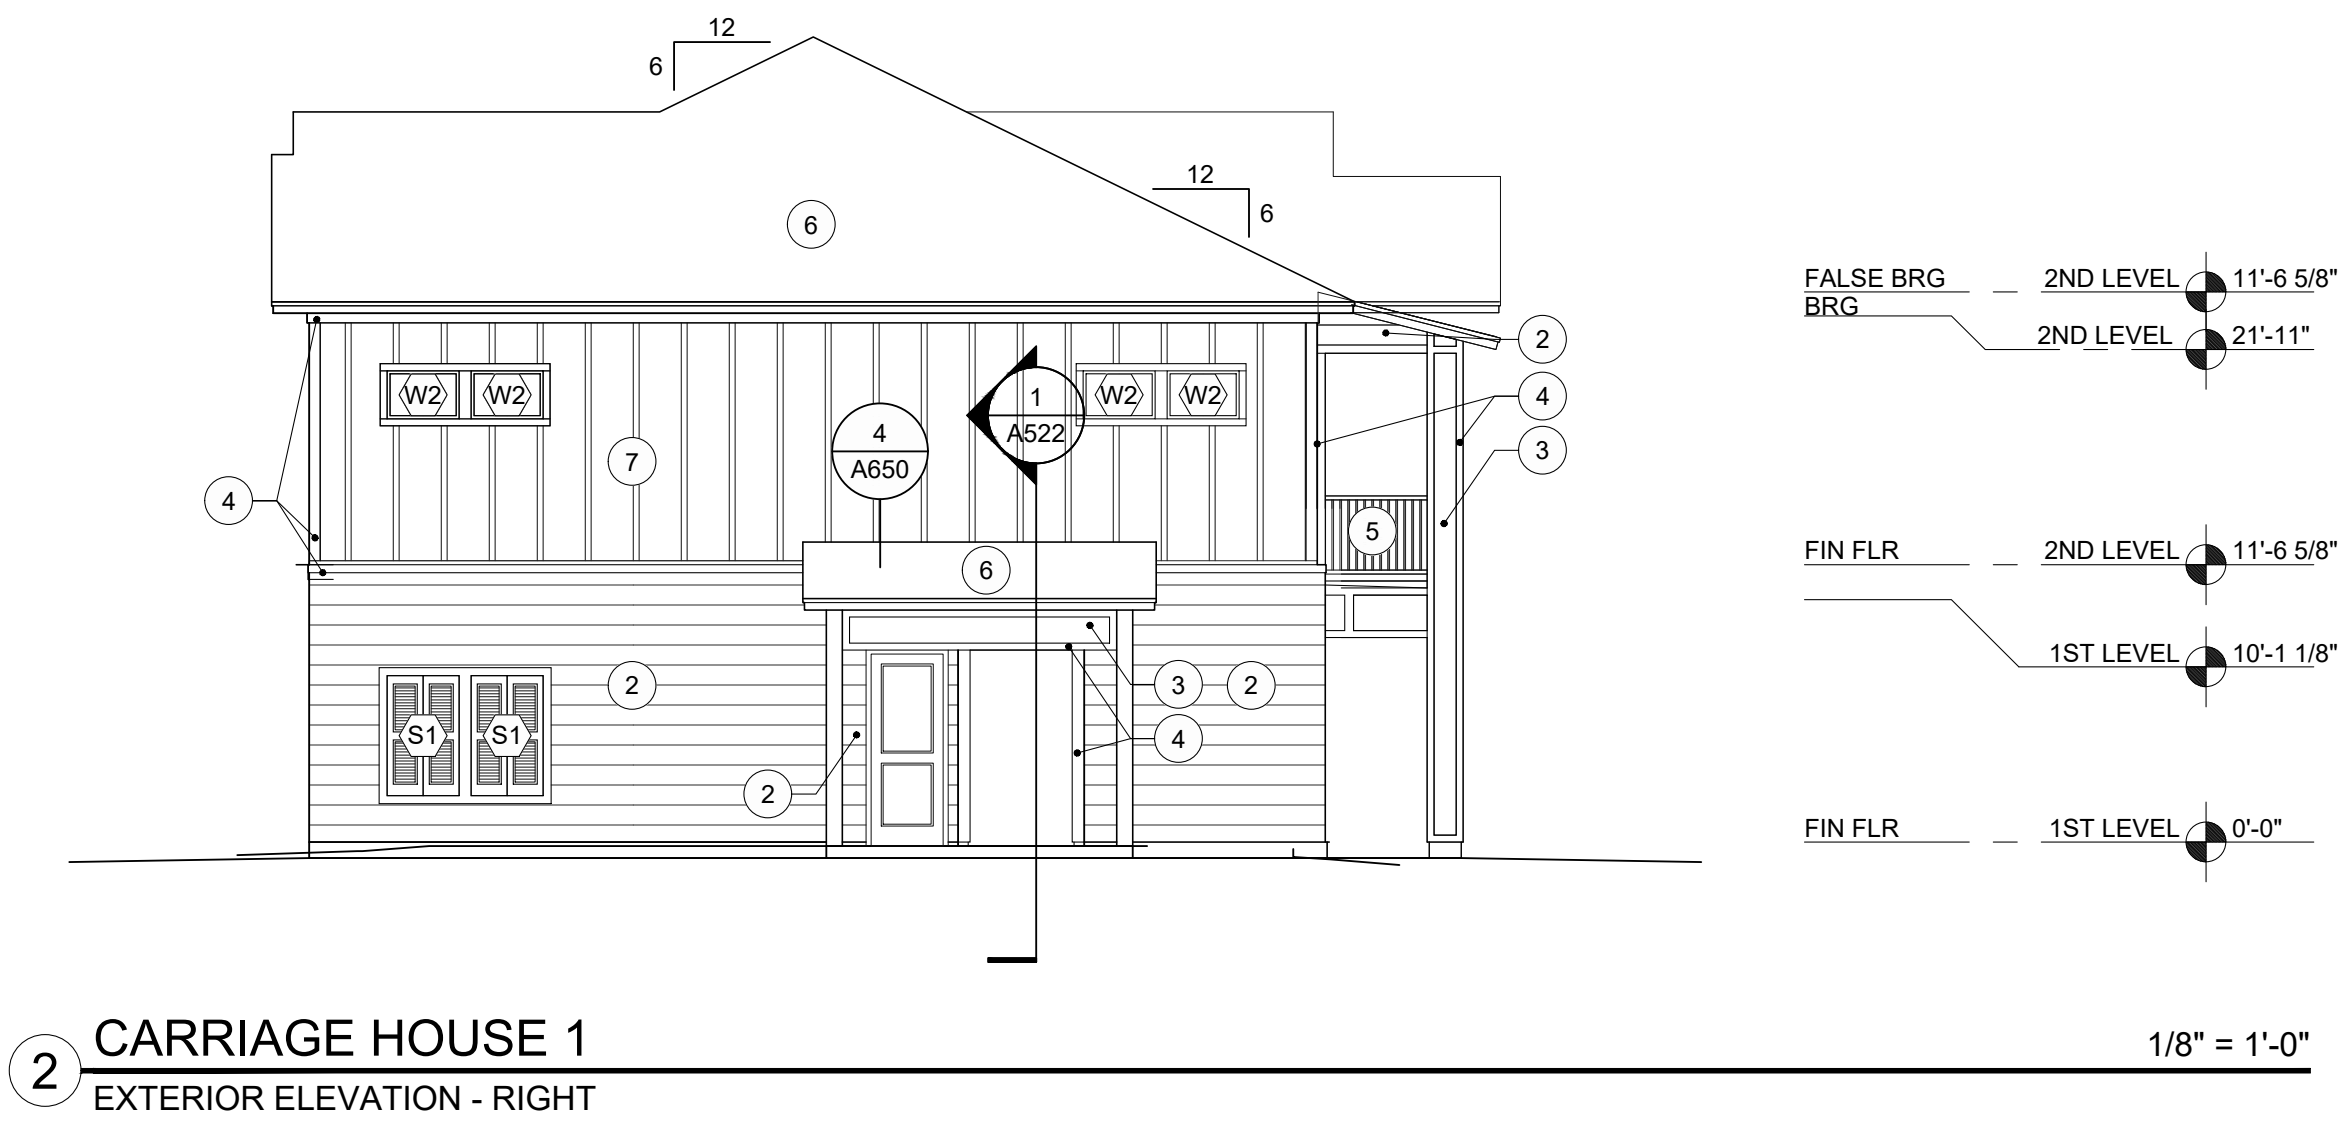 12
6
12
6
6
FALSE BRG 2ND LEVEL 11'-6 5/8"
BRG
2ND LEVEL 21'-11"
2
W2 W2 1 W2 W2 4
4 A522
7 A650 3
4
5
FIN FLR 2ND LEVEL 11'-6 5/8"
6
1ST LEVEL 10'-1 1/8"
2 3 2
S1 S1 4
2
FIN FLR 1ST LEVEL 0'-0"
CARRIAGE HOUSE 1 1/8" = 1'-0"
2
EXTERIOR ELEVATION - RIGHT